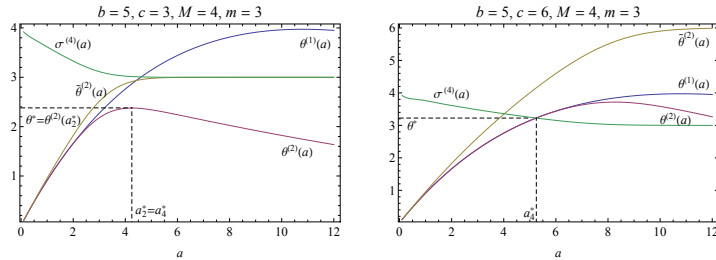 b = 5, c = 3, M = 4, m = 3
4
3
2
1
0 2 4 6 8 10 12
a
σ⁽⁴⁾(a)
θ⁽¹⁾(a)
θ̃⁽²⁾(a)
θ*=θ⁽²⁾(a₂*)
θ⁽²⁾(a)
a₂*=a₄*
b = 5, c = 6, M = 4, m = 3
6
5
4
3
2
1
0 2 4 6 8 10 12
a
θ̃⁽²⁾(a)
σ⁽⁴⁾(a)
θ⁽¹⁾(a)
θ*
θ⁽²⁾(a)
a₄*